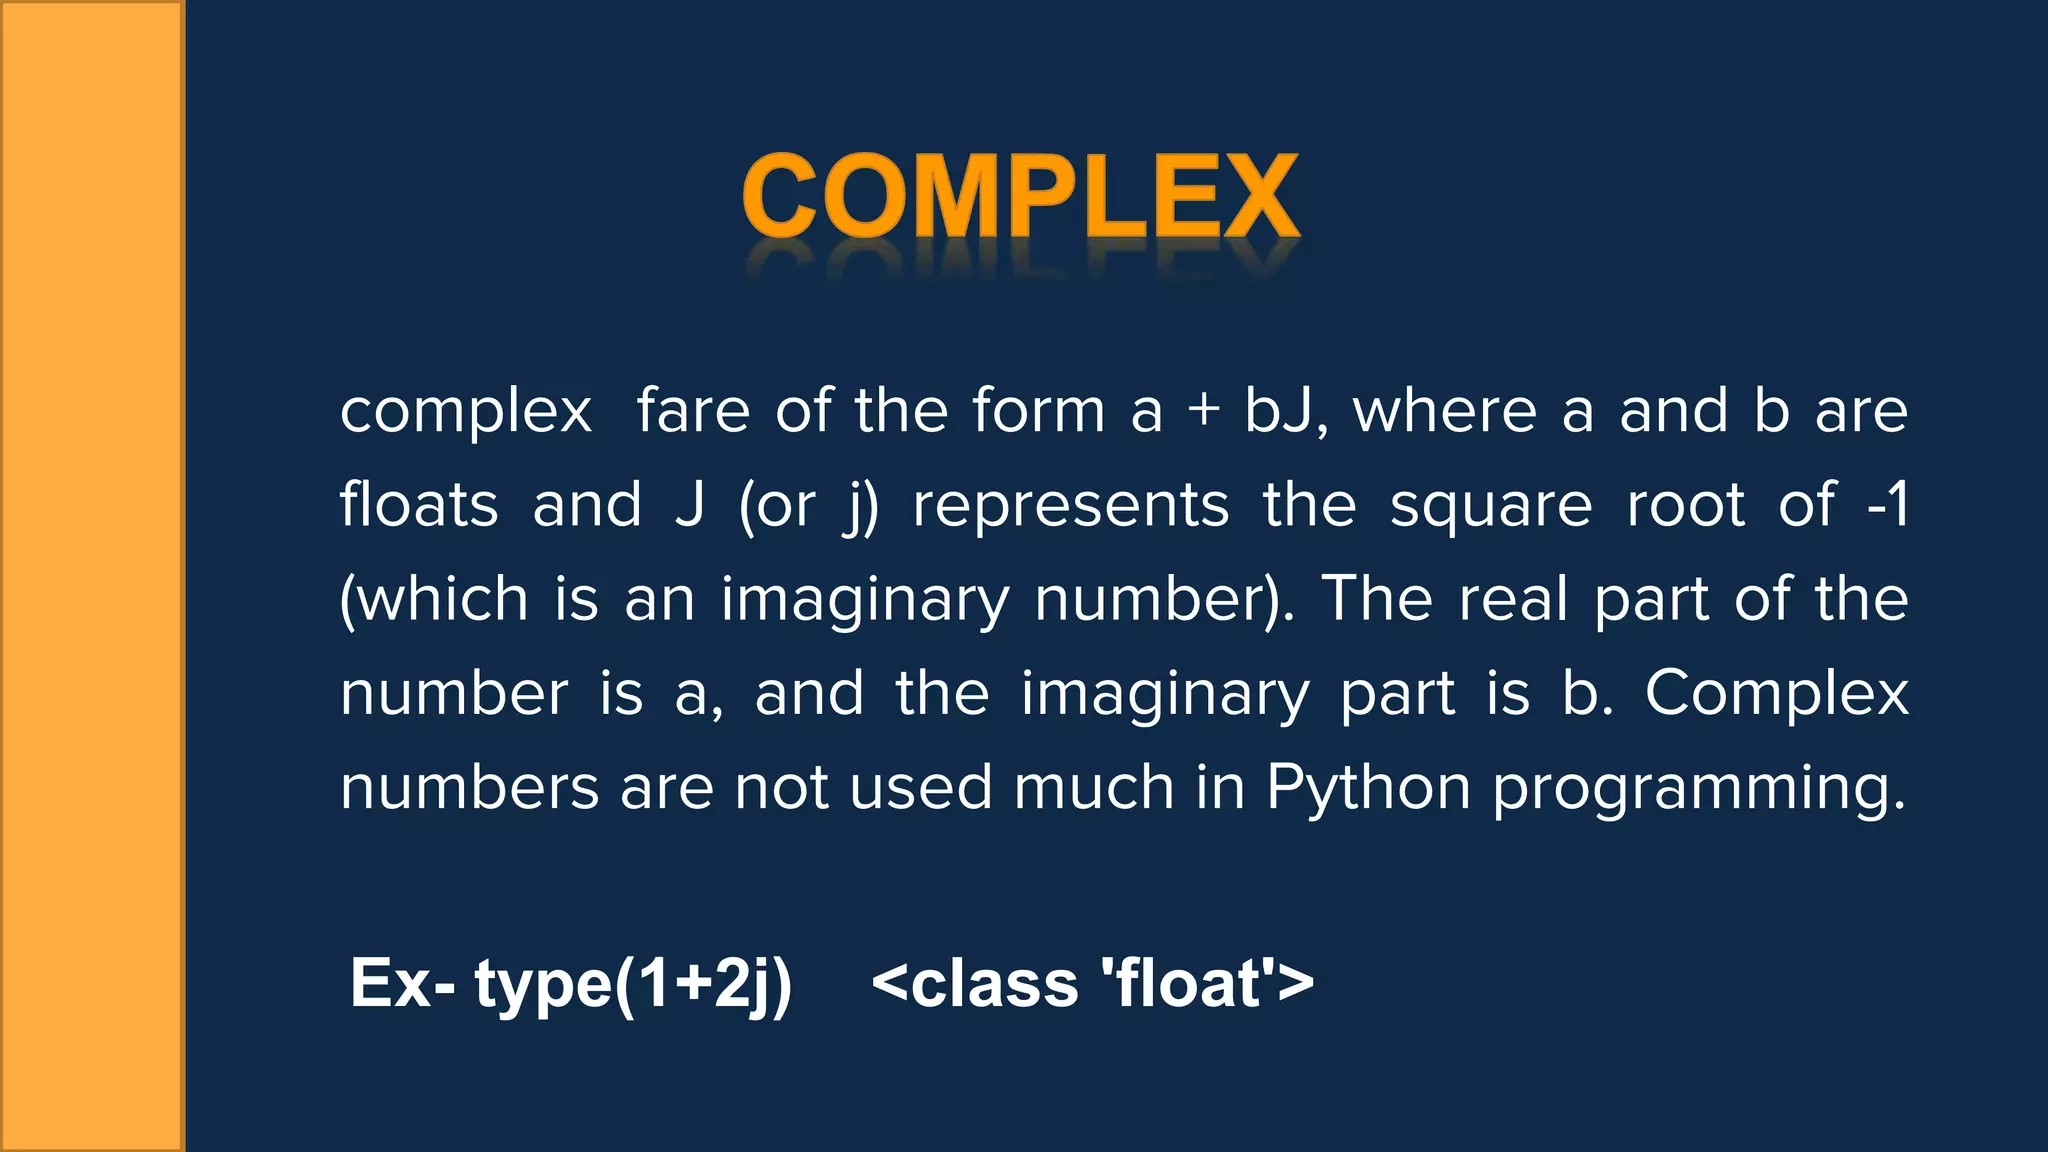 COMPLEX
complex fare of the form a + bJ, where a and b are
floats and J (or j) represents the square root of -1
(which is an imaginary number). The real part of the
number is a, and the imaginary part is b. Complex
numbers are not used much in Python programming.
Ex- type(1+2j) <class 'float'>